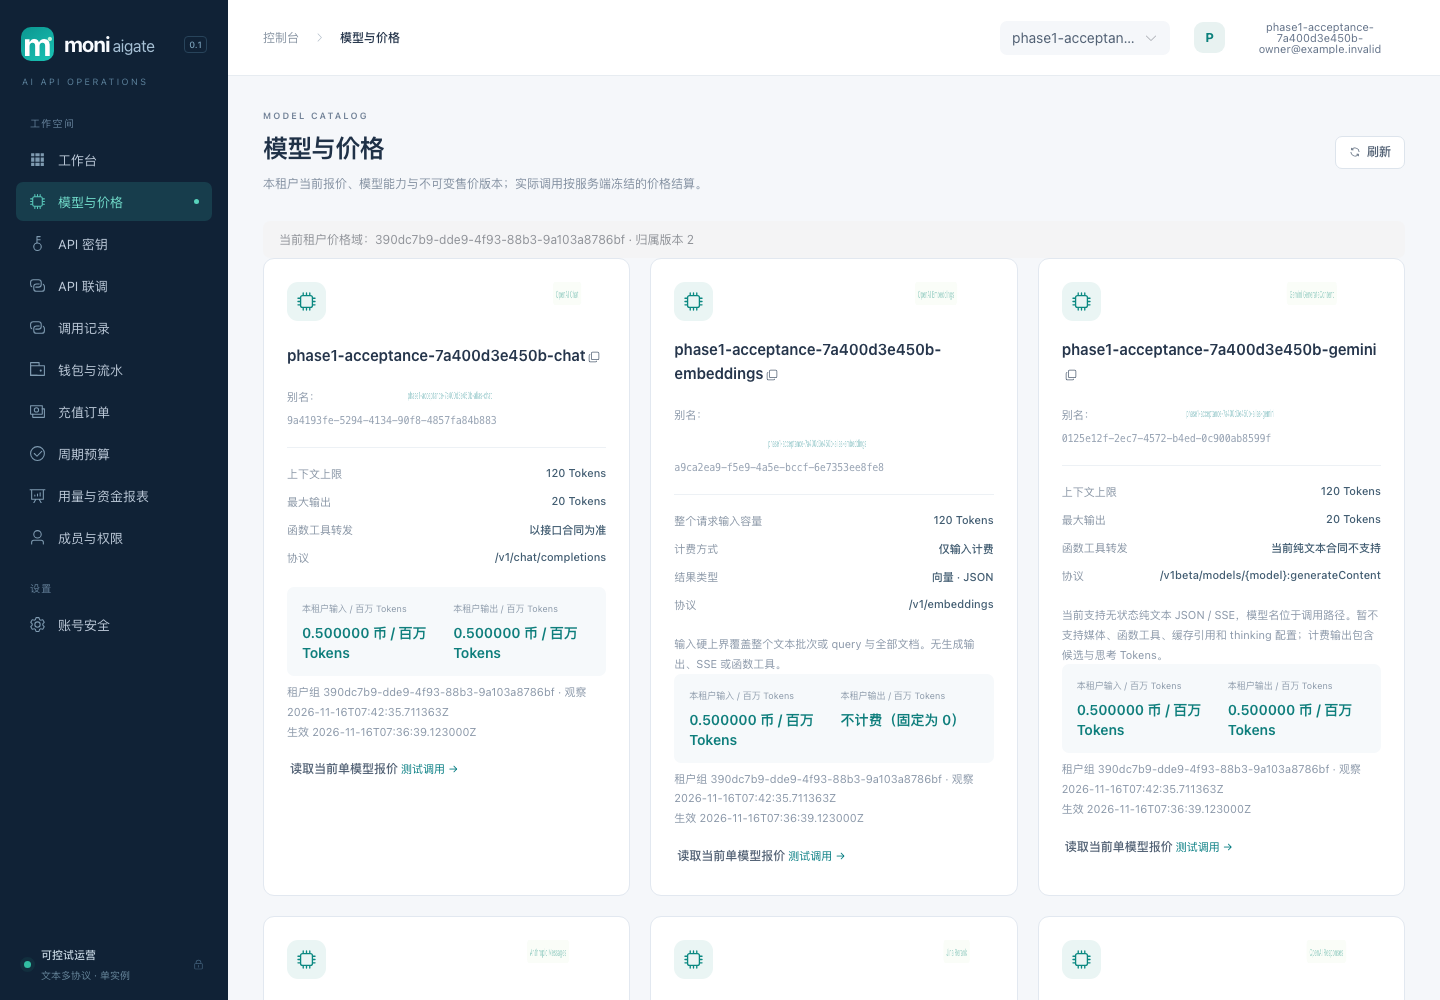 moni aigate
0.1
AI API OPERATIONS
工作空间
工作台
模型与价格
API 密钥
API 联调
调用记录
钱包与流水
充值订单
周期预算
用量与资金报表
成员与权限
设置
账号安全
可控试运营
文本多协议 · 单实例
控制台
模型与价格
phase1-acceptan...
P
phase1-acceptance-
7a400d3e450b-
owner@example.invalid
MODEL CATALOG
模型与价格
本租户当前报价、模型能力与不可变售价版本；实际调用按服务端冻结的价格结算。
刷新
当前租户价格域：390dc7b9-dde9-4f93-88b3-9a103a8786bf · 归属版本 2
OpenAI Chat
phase1-acceptance-7a400d3e450b-chat
别名：
9a4193fe-5294-4134-90f8-4857fa84b883
上下文上限
120 Tokens
最大输出
20 Tokens
函数工具转发
以接口合同为准
协议
/v1/chat/completions
本租户输入 / 百万 Tokens
本租户输出 / 百万 Tokens
0.500000 币 / 百万
Tokens
0.500000 币 / 百万
Tokens
租户组 390dc7b9-dde9-4f93-88b3-9a103a8786bf · 观察
2026-11-16T07:42:35.711363Z
生效 2026-11-16T07:36:39.123000Z
读取当前单模型报价 测试调用 →
OpenAI Embeddings
phase1-acceptance-7a400d3e450b-
embeddings
别名：
a9ca2ea9-f5e9-4a5e-bccf-6e7353ee8fe8
整个请求输入容量
120 Tokens
计费方式
仅输入计费
结果类型
向量 · JSON
协议
/v1/embeddings
输入硬上界覆盖整个文本批次或 query 与全部文档。无生成输
出、SSE 或函数工具。
本租户输入 / 百万 Tokens
本租户输出 / 百万 Tokens
0.500000 币 / 百万
Tokens
不计费（固定为 0）
租户组 390dc7b9-dde9-4f93-88b3-9a103a8786bf · 观察
2026-11-16T07:42:35.711363Z
生效 2026-11-16T07:36:39.123000Z
读取当前单模型报价 测试调用 →
Gemini GenerateContent
phase1-acceptance-7a400d3e450b-gemini
别名：
0125e12f-2ec7-4572-b4ed-0c900ab8599f
上下文上限
120 Tokens
最大输出
20 Tokens
函数工具转发
当前纯文本合同不支持
协议
/v1beta/models/{model}:generateContent
当前支持无状态纯文本 JSON / SSE，模型名位于调用路径。暂不
支持媒体、函数工具、缓存引用和 thinking 配置；计费输出包含
候选与思考 Tokens。
本租户输入 / 百万 Tokens
本租户输出 / 百万 Tokens
0.500000 币 / 百万
Tokens
0.500000 币 / 百万
Tokens
租户组 390dc7b9-dde9-4f93-88b3-9a103a8786bf · 观察
2026-11-16T07:42:35.711363Z
生效 2026-11-16T07:36:39.123000Z
读取当前单模型报价 测试调用 →
Anthropic Messages
OpenAI Responses